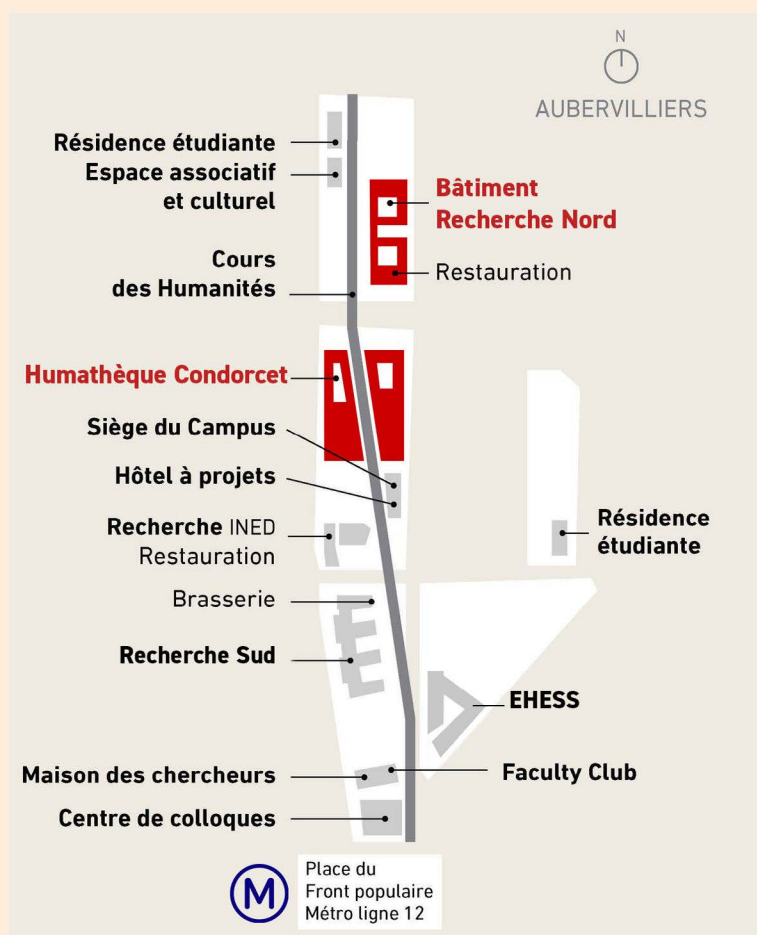 N
AUBERVILLIERS
Résidence étudiante
Espace associatif
et culturel
Bâtiment
Recherche Nord
Cours
des Humanités
Restauration
Humathèque Condorcet
Siège du Campus
Hôtel à projets
Recherche INED
Restauration
Résidence
étudiante
Brasserie
Recherche Sud
EHESS
Maison des chercheurs
Faculty Club
Centre de colloques
M
Place du
Front populaire
Métro ligne 12